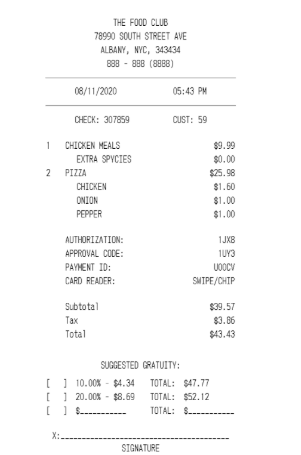 THE FOOD CLUB
78990 SOUTH STREET AVE
ALBANY, NYC, 343434
888 - 888 (8888)
08/11/2020 05:43 PM
CHECK: 307859 CUST: 59
1 CHICKEN MEALS $9.99
EXTRA SPYCIES $0.00
2 PIZZA $25.98
CHICKEN $1.60
ONION $1.00
PEPPER $1.00
AUTHORIZATION: 1JX8
APPROVAL CODE: 1UY3
PAYMENT ID: UOOCV
CARD READER: SWIPE/CHIP
Subtotal $39.57
Tax $3.86
Total $43.43
SUGGESTED GRATUITY:
[ ] 10.00% - $4.34 TOTAL: $47.77
[ ] 20.00% - $8.69 TOTAL: $52.12
[ ] $___________ TOTAL: $___________
X:________________________________________
SIGNATURE